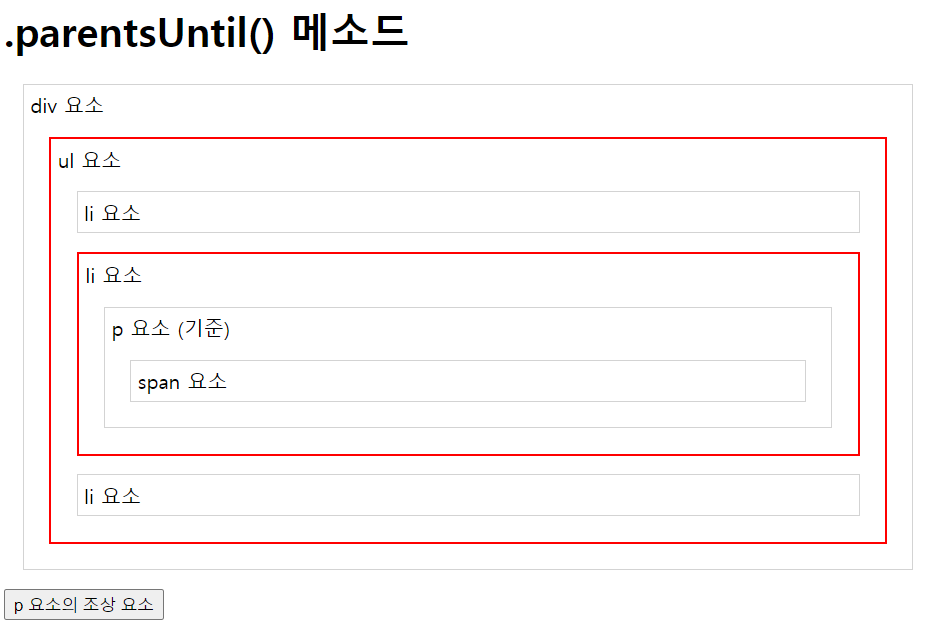 .parentsUntil() 메소드
div 요소
ul 요소
li 요소
li 요소
p 요소 (기준)
span 요소
li 요소
p 요소의 조상 요소